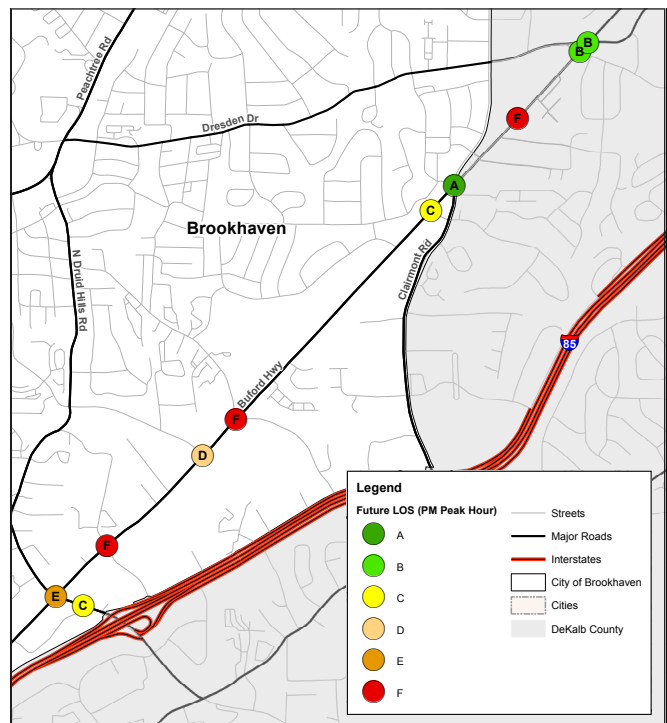 B
B
Peachtree Rd
Dresden Dr
F
A
C
Brookhaven
Clairmont Rd
N Druid Hills Rd
85
Buford Hwy
F
D
F
E
C
Legend
Future LOS (PM Peak Hour)
A
B
C
D
E
F
Streets
Major Roads
Interstates
City of Brookhaven
Cities
DeKalb County